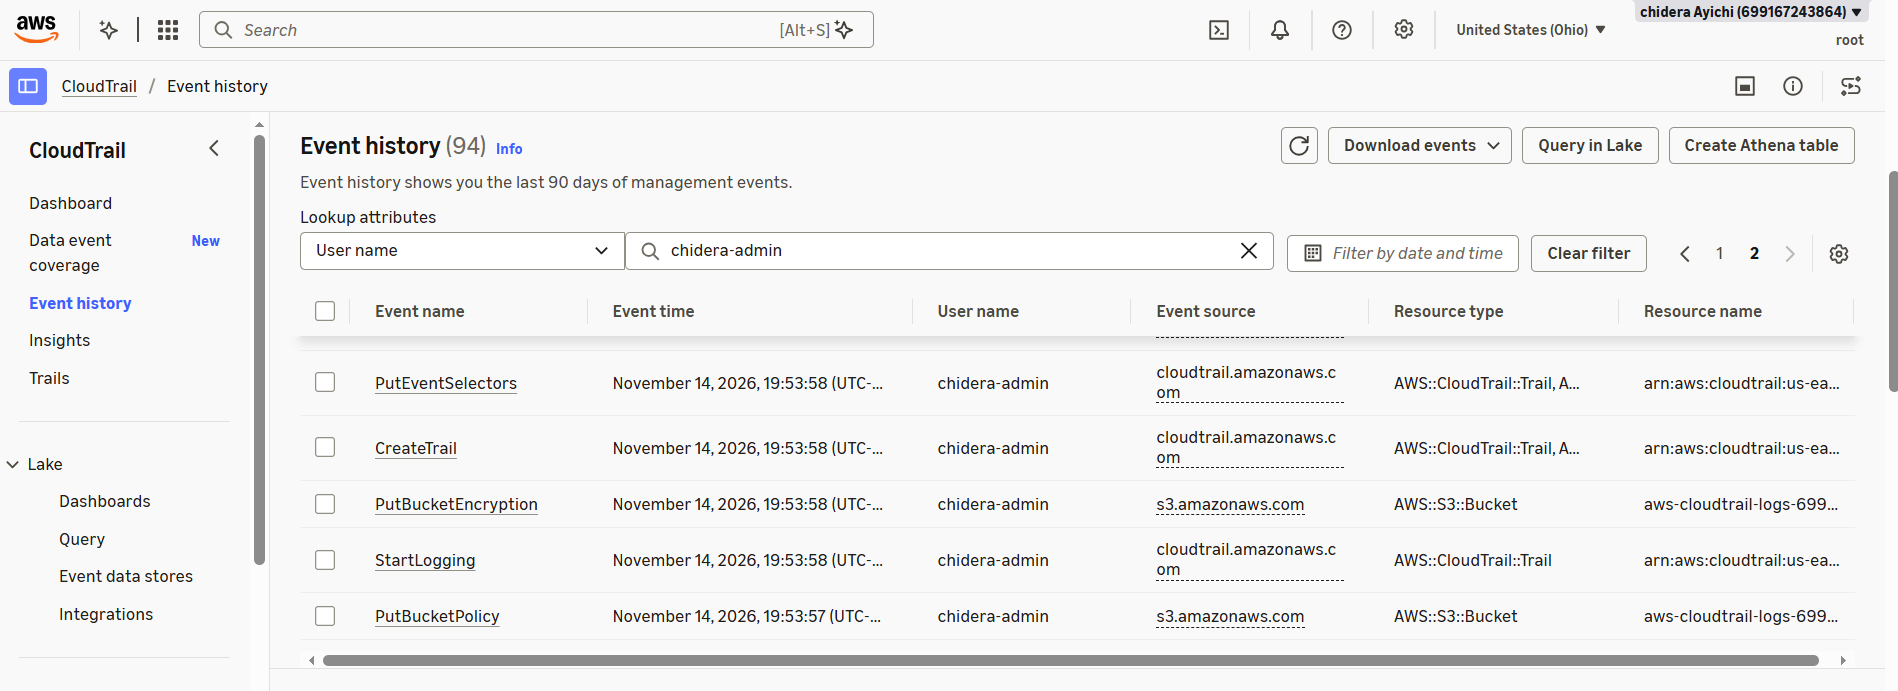 aws
Search
[Alt+S]
United States (Ohio)
chidera Ayichi (699167243864)
root
CloudTrail / Event history
CloudTrail
Dashboard
Data event coverage
New
Event history
Insights
Trails
Lake
Dashboards
Query
Event data stores
Integrations
Event history (94) Info
Download events
Query in Lake
Create Athena table
Event history shows you the last 90 days of management events.
Lookup attributes
User name
chidera-admin
Filter by date and time
Clear filter
1 2
Event name Event time User name Event source Resource type Resource name
PutEventSelectors November 14, 2026, 19:53:58 (UTC-... chidera-admin cloudtrail.amazonaws.com AWS::CloudTrail::Trail, A... arn:aws:cloudtrail:us-ea...
CreateTrail November 14, 2026, 19:53:58 (UTC-... chidera-admin cloudtrail.amazonaws.com AWS::CloudTrail::Trail, A... arn:aws:cloudtrail:us-ea...
PutBucketEncryption November 14, 2026, 19:53:58 (UTC-... chidera-admin s3.amazonaws.com AWS::S3::Bucket aws-cloudtrail-logs-699...
StartLogging November 14, 2026, 19:53:58 (UTC-... chidera-admin cloudtrail.amazonaws.com AWS::CloudTrail::Trail arn:aws:cloudtrail:us-ea...
PutBucketPolicy November 14, 2026, 19:53:57 (UTC-... chidera-admin s3.amazonaws.com AWS::S3::Bucket aws-cloudtrail-logs-699...